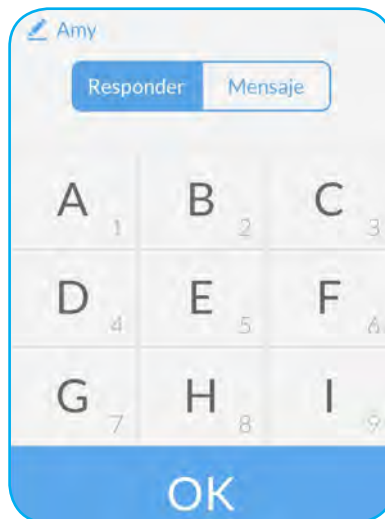 Amy
Responder Mensaje
A 1 B 2 C 3
D 4 E 5 F 6
G 7 H 8 I 9
OK